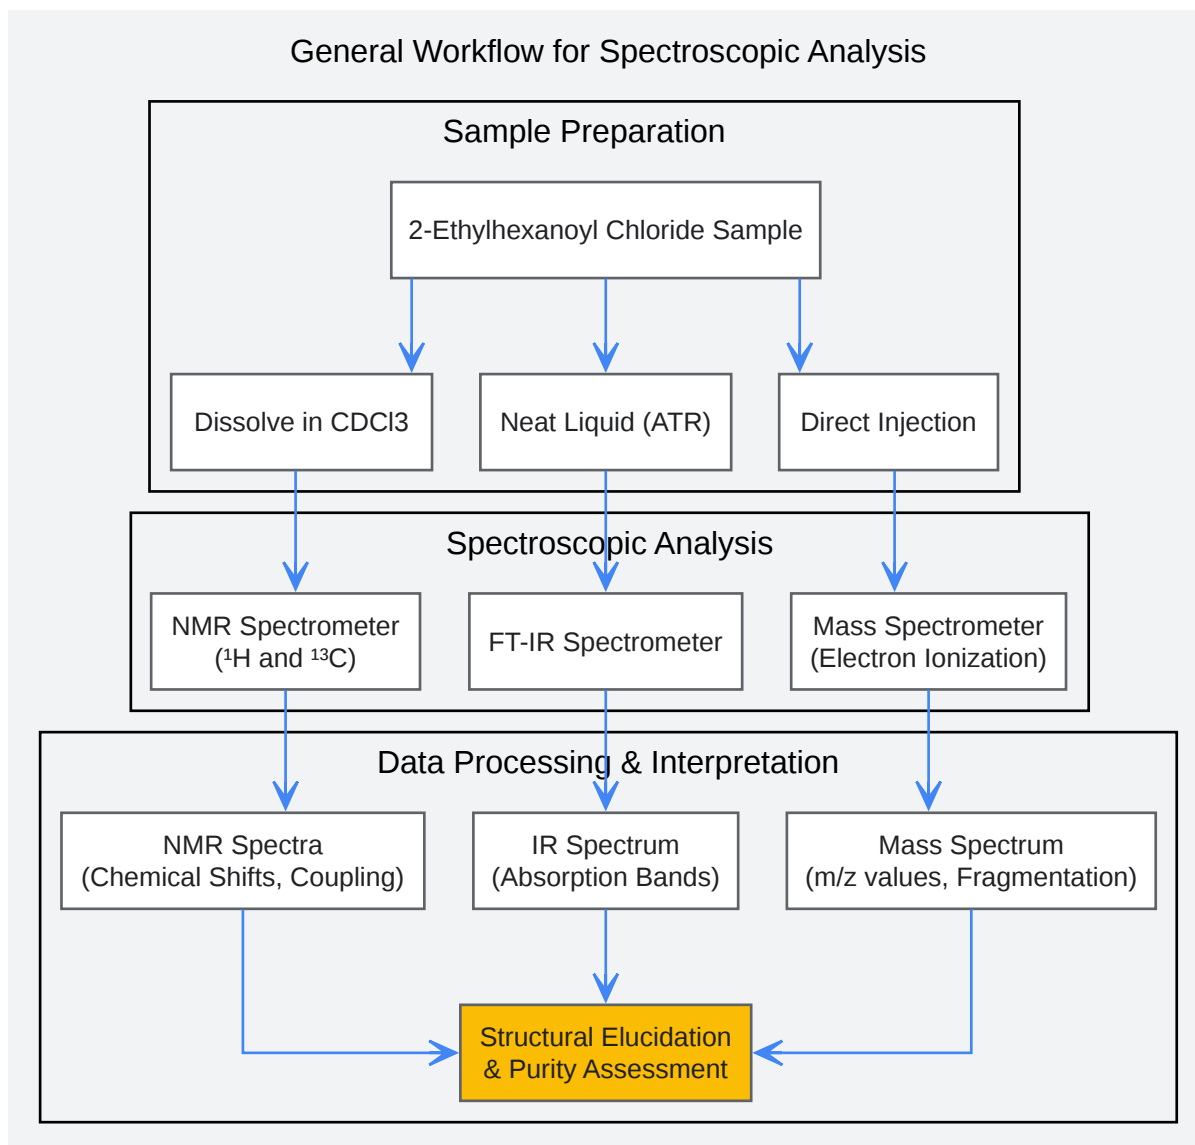 General Workflow for Spectroscopic Analysis
Sample Preparation
2-Ethylhexanoyl Chloride Sample
Dissolve in CDCl3
Neat Liquid (ATR)
Direct Injection
Spectroscopic Analysis
NMR Spectrometer
(¹H and ¹³C)
FT-IR Spectrometer
Mass Spectrometer
(Electron Ionization)
Data Processing & Interpretation
NMR Spectra
(Chemical Shifts, Coupling)
IR Spectrum
(Absorption Bands)
Mass Spectrum
(m/z values, Fragmentation)
Structural Elucidation
& Purity Assessment